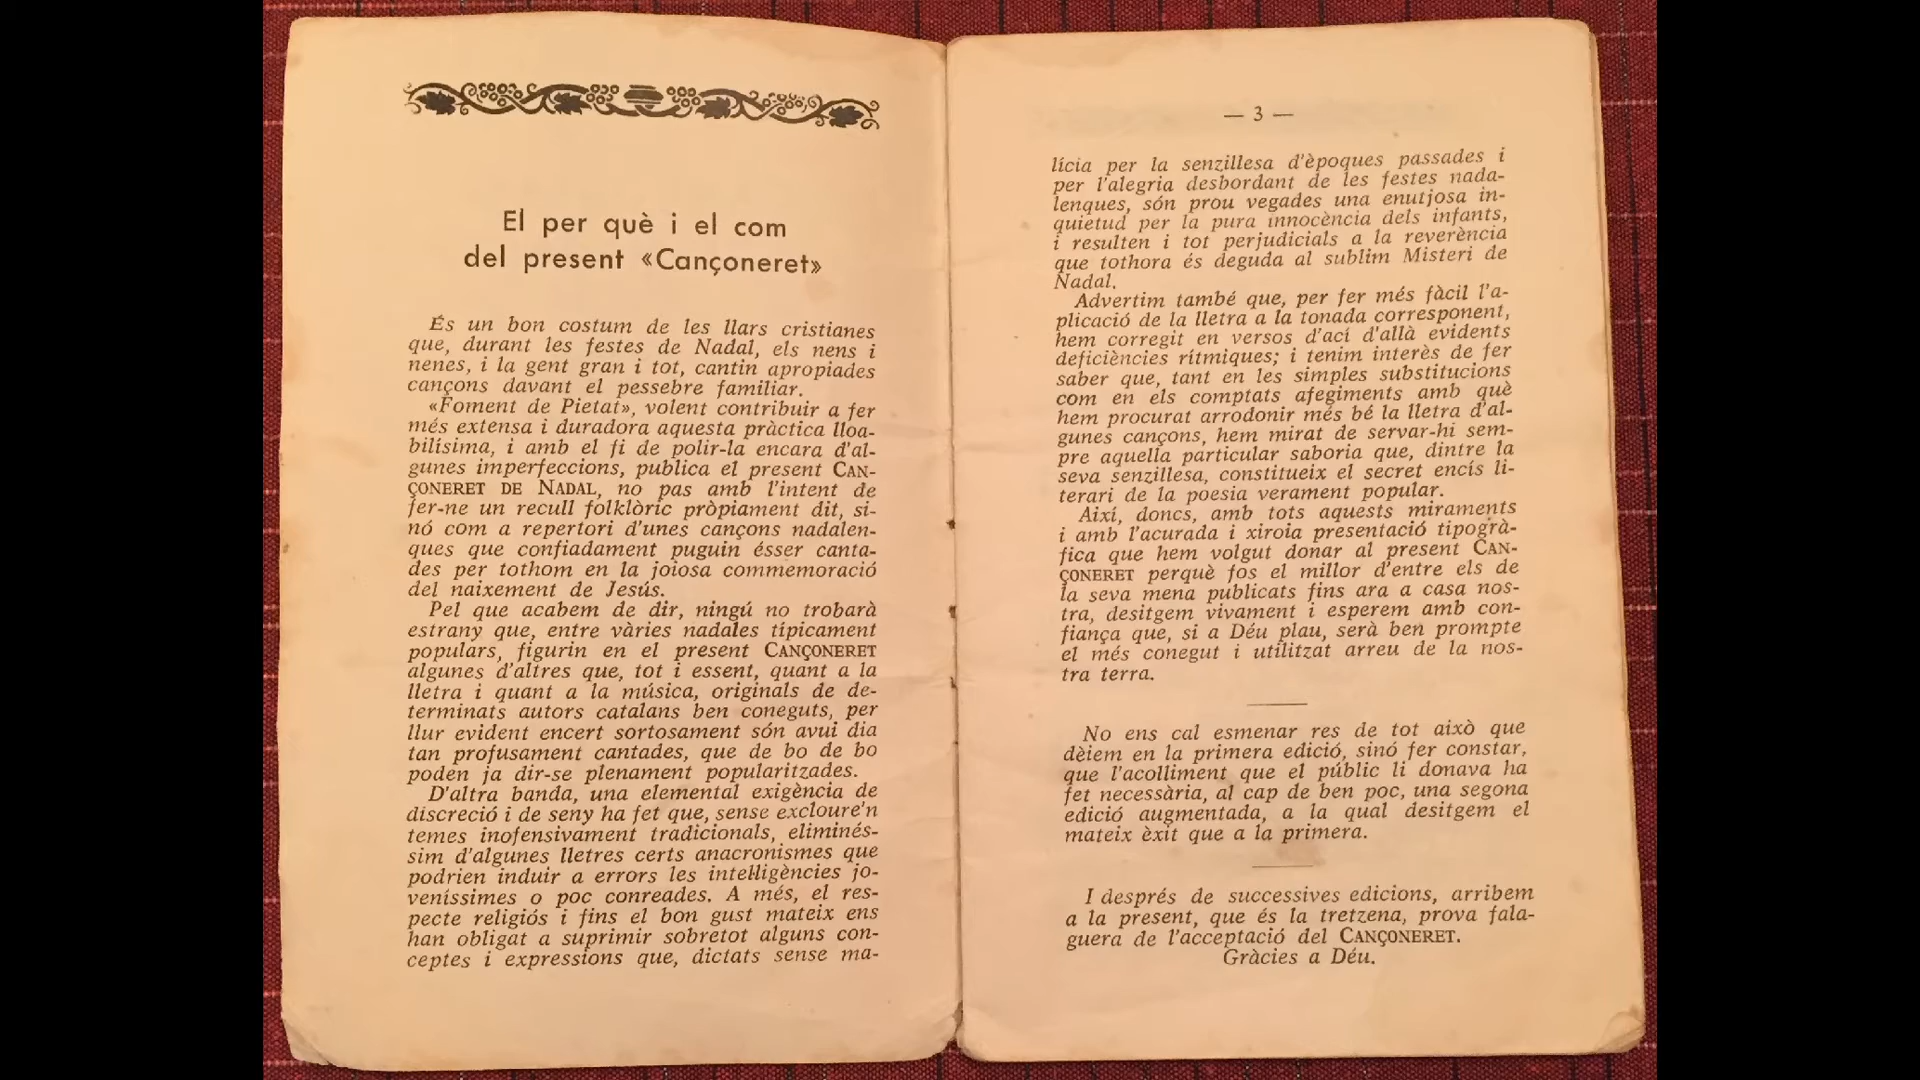 El per què i el com
del present «Cançoneret»
És un bon costum de les llars cristianes
que, durant les festes de Nadal, els nens i
nenes, i la gent gran i tot, cantin apropiades
cançons davant el pessebre familiar.
«Foment de Pietat», volent contribuir a fer
més extensa i duradora aquesta pràctica lloa-
bilísima, i amb el fi de polir-la encara d'al-
gunes imperfeccions, publica el present CAN-
ÇONERET DE NADAL, no pas amb l'intent de
fer-ne un recull folklòric pròpiament dit, si-
nó com a repertori d'unes cançons nadalen-
ques que confiadament puguin ésser canta-
des per tothom en la joiosa commemoració
del naixement de Jesús.
Pel que acabem de dir, ningú no trobarà
estrany que, entre vàries nadales típicament
populars, figurin en el present CANÇONERET
algunes d'altres que, tot i essent, quant a la
lletra i quant a la música, originals de de-
terminats autors catalans ben coneguts, per
llur evident encert sortosament són avui dia
tan profusament cantades, que de bo de bo
poden ja dir-se plenament popularitzades.
D'altra banda, una elemental exigència de
discreció i de seny ha fet que, sense excloure'n
temes inofensivament tradicionals, eliminés-
sim d'algunes lletres certs anacronismes que
podrien induir a errors les intel·ligències jo-
veníssimes o poc conreades. A més, el res-
pecte religiós i fins el bon gust mateix ens
han obligat a suprimir sobretot alguns con-
ceptes i expressions que, dictats sense ma-
— 3 —
lícia per la senzillesa d'èpoques passades i
per l'alegria desbordant de les festes nada-
lenques, són prou vegades una enutjosa in-
quietud per la pura innocència dels infants,
i resulten i tot perjudicials a la reverència
que tothora és deguda al sublim Misteri de
Nadal.
Advertim també que, per fer més fàcil l'a-
plicació de la lletra a la tonada corresponent,
hem corregit en versos d'ací d'allà evidents
deficiències rítmiques; i tenim interès de fer
saber que, tant en les simples substitucions
com en els comptats afegiments amb què
hem procurat arrodonir més bé la lletra d'al-
gunes cançons, hem mirat de servar-hi sem-
pre aquella particular saboria que, dintre la
seva senzillesa, constitueix el secret encís li-
terari de la poesia verament popular.
Així, doncs, amb tots aquests miraments
i amb l'acurada i xiroia presentació tipogrà-
fica que hem volgut donar al present CAN-
ÇONERET perquè fos el millor d'entre els de
la seva mena publicats fins ara a casa nos-
tra, desitgem vivament i esperem amb con-
fiança que, si a Déu plau, serà ben prompte
el més conegut i utilitzat arreu de la nos-
tra terra.
No ens cal esmenar res de tot això que
dèiem en la primera edició, sinó fer constar,
que l'acolliment que el públic li donava ha
fet necessària, al cap de ben poc, una segona
edició augmentada, a la qual desitgem el
mateix èxit que a la primera.
I després de successives edicions, arribem
a la present, que és la tretzena, prova fala-
guera de l'acceptació del CANÇONERET.
Gràcies a Déu.